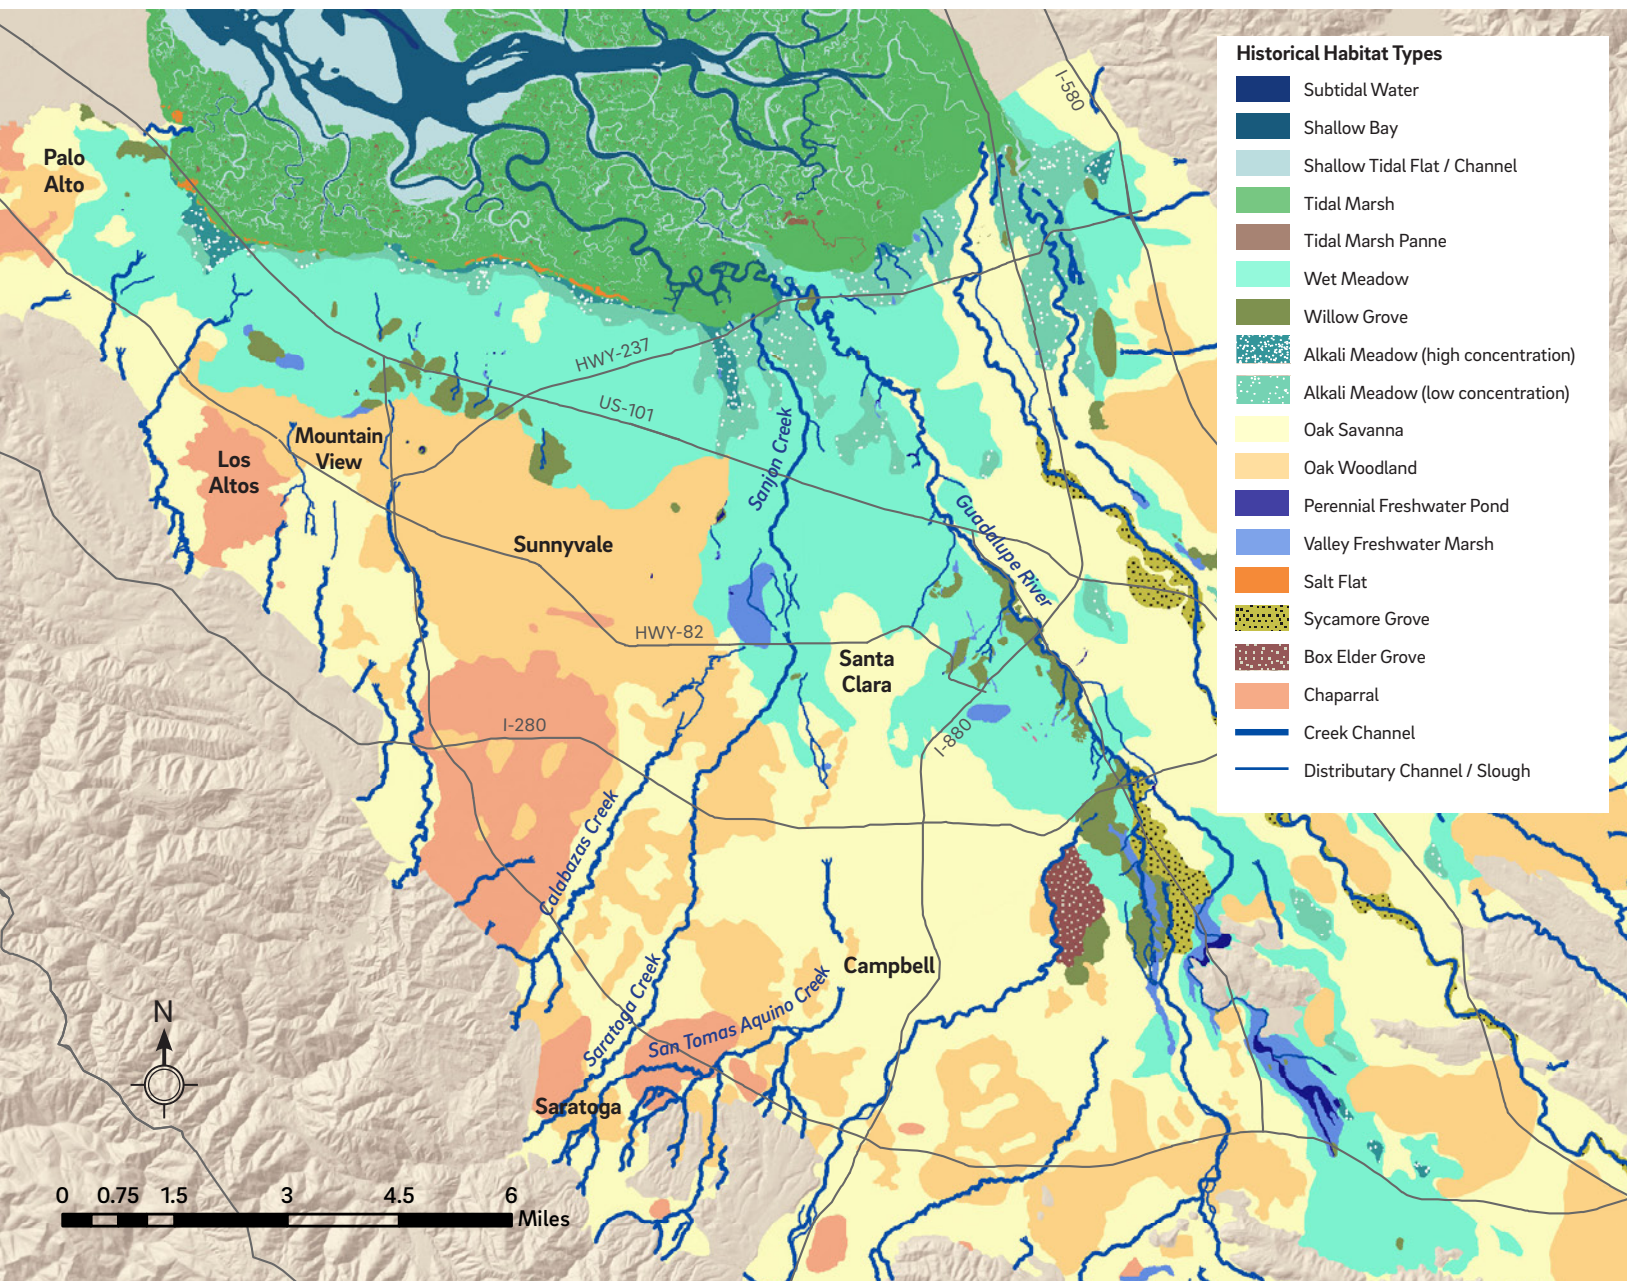 Historical Habitat Types
Subtidal Water
Shallow Bay
Shallow Tidal Flat / Channel
Tidal Marsh
Tidal Marsh Panne
Wet Meadow
Willow Grove
Alkali Meadow (high concentration)
Alkali Meadow (low concentration)
Oak Savanna
Oak Woodland
Perennial Freshwater Pond
Valley Freshwater Marsh
Salt Flat
Sycamore Grove
Box Elder Grove
Chaparral
Creek Channel
Distributary Channel / Slough
I-580
Palo
Alto
HWY-237
US-101
Mountain
View
Los
Altos
Sanjon Creek
Guadalupe River
Sunnyvale
HWY-82
Santa
Clara
I-280
I-880
Calabazas Creek
Saratoga Creek
Campbell
San Tomas Aquino Creek
Saratoga
N
0 0.75 1.5 3 4.5 6
Miles